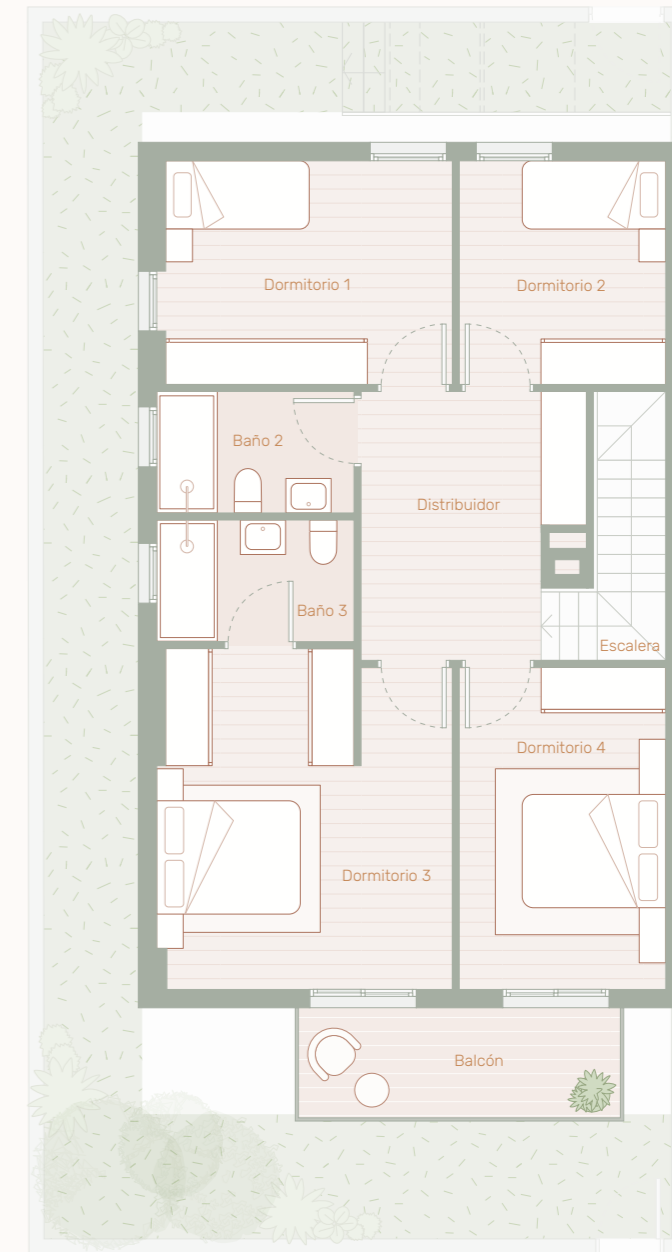 Dormitorio 1
Dormitorio 2
Baño 2
Distribuidor
Baño 3
Escalera
Dormitorio 4
Dormitorio 3
Balcón